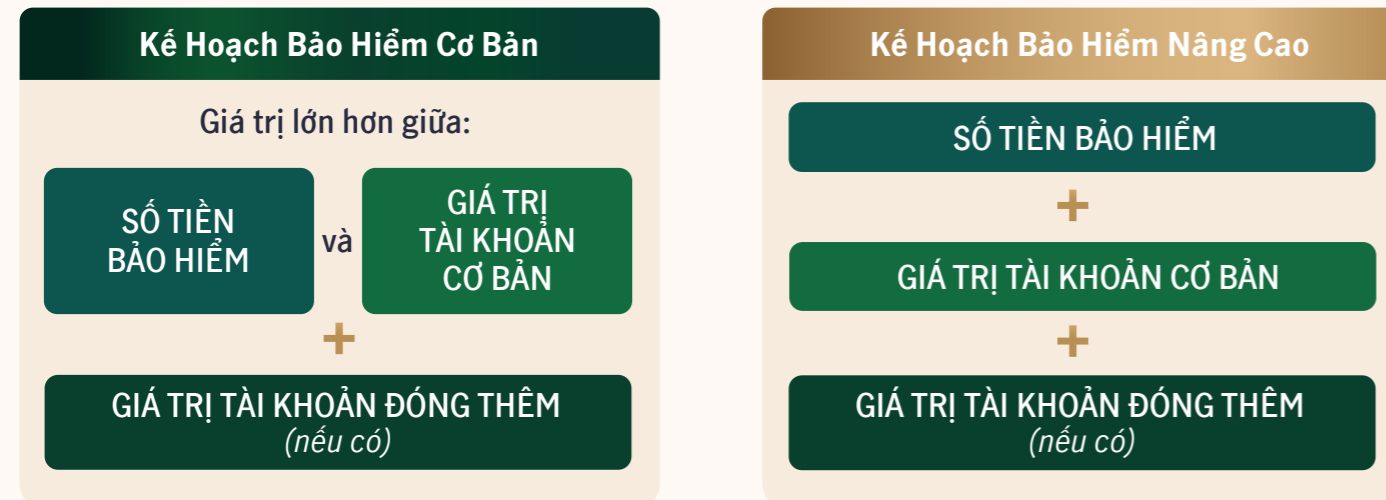 Kế Hoạch Bảo Hiểm Cơ Bản
Giá trị lớn hơn giữa:
SỐ TIỀN
BẢO HIỂM
và
GIÁ TRỊ
TÀI KHOẢN
CƠ BẢN
+
GIÁ TRỊ TÀI KHOẢN ĐÓNG THÊM
(nếu có)
Kế Hoạch Bảo Hiểm Nâng Cao
SỐ TIỀN BẢO HIỂM
+
GIÁ TRỊ TÀI KHOẢN CƠ BẢN
+
GIÁ TRỊ TÀI KHOẢN ĐÓNG THÊM
(nếu có)